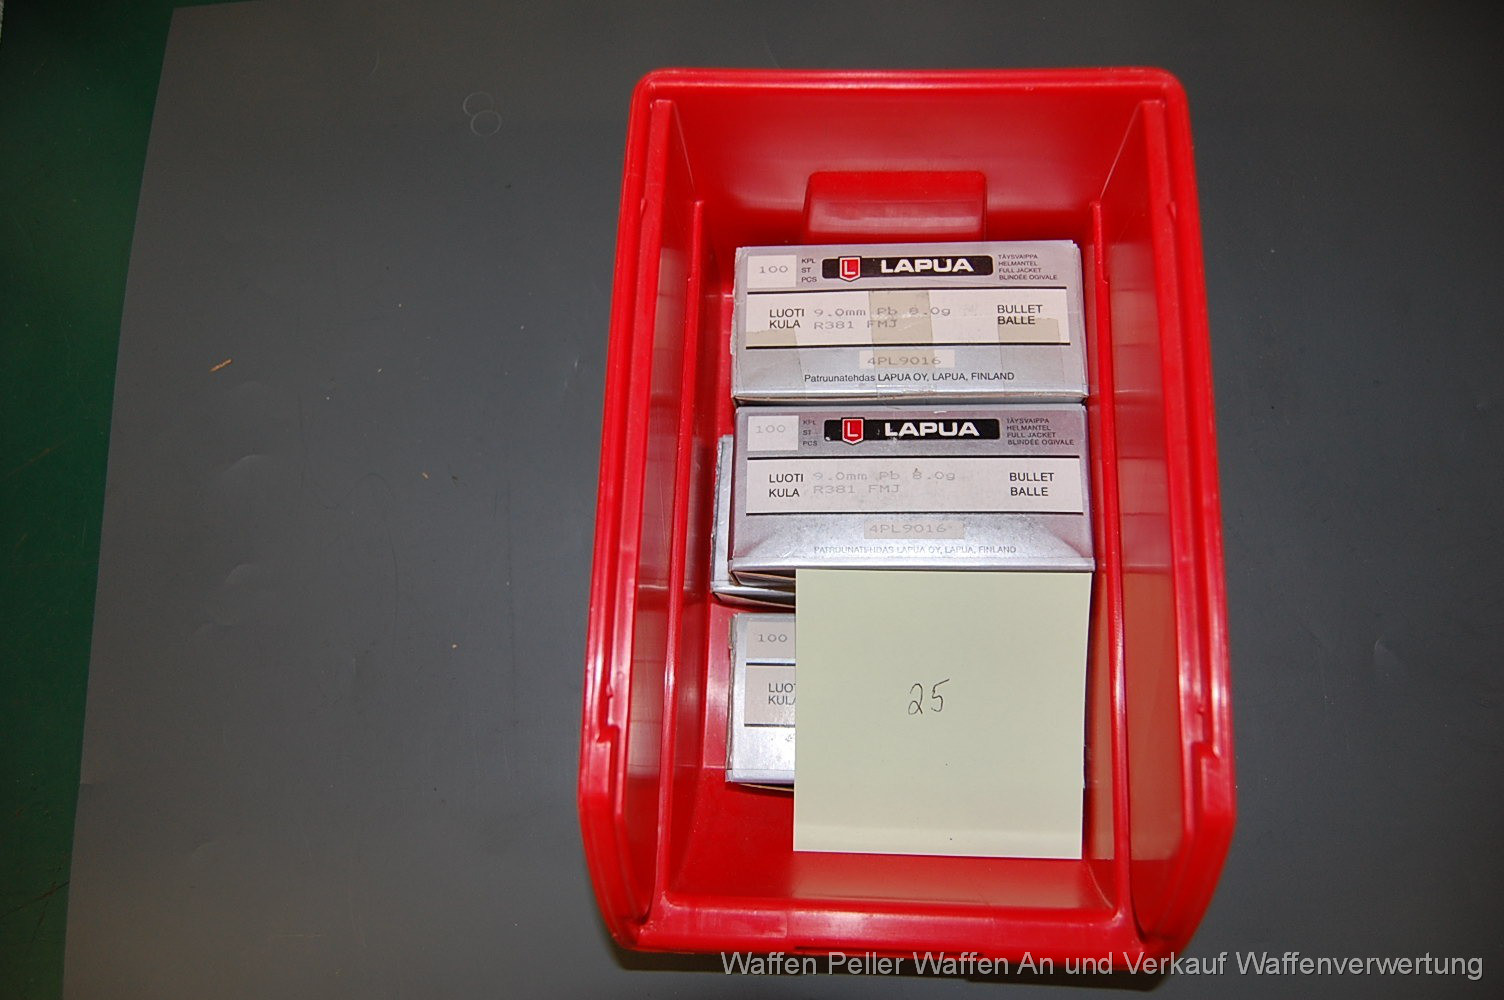 100
KPL
ST
PCS
L LAPUA
TÄYSVAIPPA
HELMANTEL
FULL JACKET
BLINDÉE OGIVALE
LUOTI 9.0mm Pb 8.0g BULLET
KULA R381 FMJ BALLE
4PL9016
Patruunatehdas LAPUA OY, LAPUA, FINLAND
100
KPL
ST
PCS
L LAPUA
TÄYSVAIPPA
HELMANTEL
FULL JACKET
BLINDÉE OGIVALE
LUOTI 9.0mm Pb 8.0g BULLET
KULA R381 FMJ BALLE
4PL9016
PATRUUNATEHDAS LAPUA OY, LAPUA, FINLAND
100
25
Waffen Peller Waffen An und Verkauf Waffenverwertung